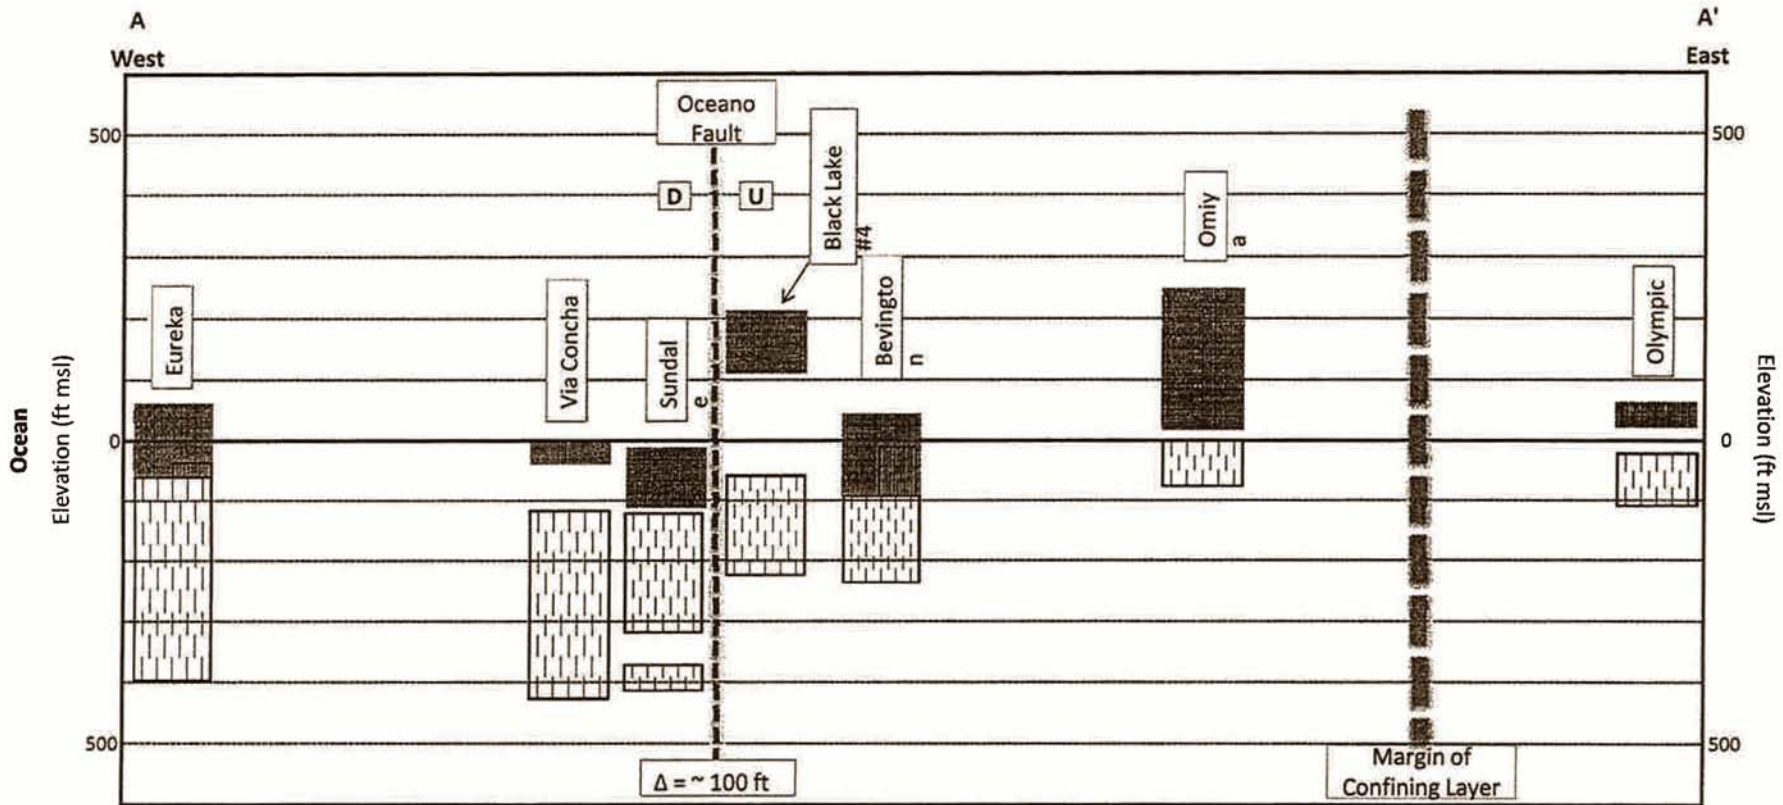 A
A'
West
East
Oceano
Fault
500
500
D
U
Black Lake
#4
Omiy
a
Eureka
Via Concha
Sundal
e
Bevingto
n
Olympic
Ocean
Elevation (ft msl)
0
0
Elevation (ft msl)
500
500
Δ = ~ 100 ft
Margin of
Confining Layer